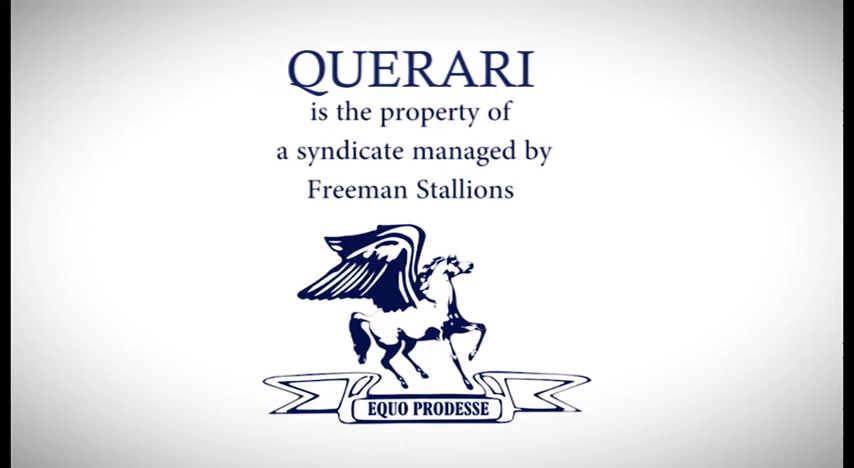 QUERARI
is the property of
a syndicate managed by
Freeman Stallions
EQUO PRODESSE